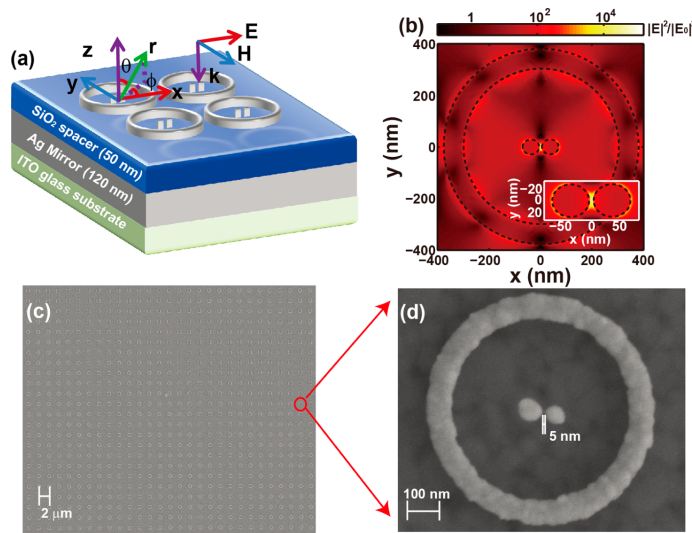 (a)
z
r
θ
ϕ
y
x
E
H
k
SiO₂ spacer (50 nm)
Ag Mirror (120 nm)
ITO glass substrate
(b)
1 10² 10⁴ |E|²/|E₀|²
y (nm)
400
200
0
−200
−400
−400 −200 0 200 400
x (nm)
y (nm)
−20
0
20
−50 0 50
x (nm)
(c)
2 μm
(d)
5 nm
100 nm